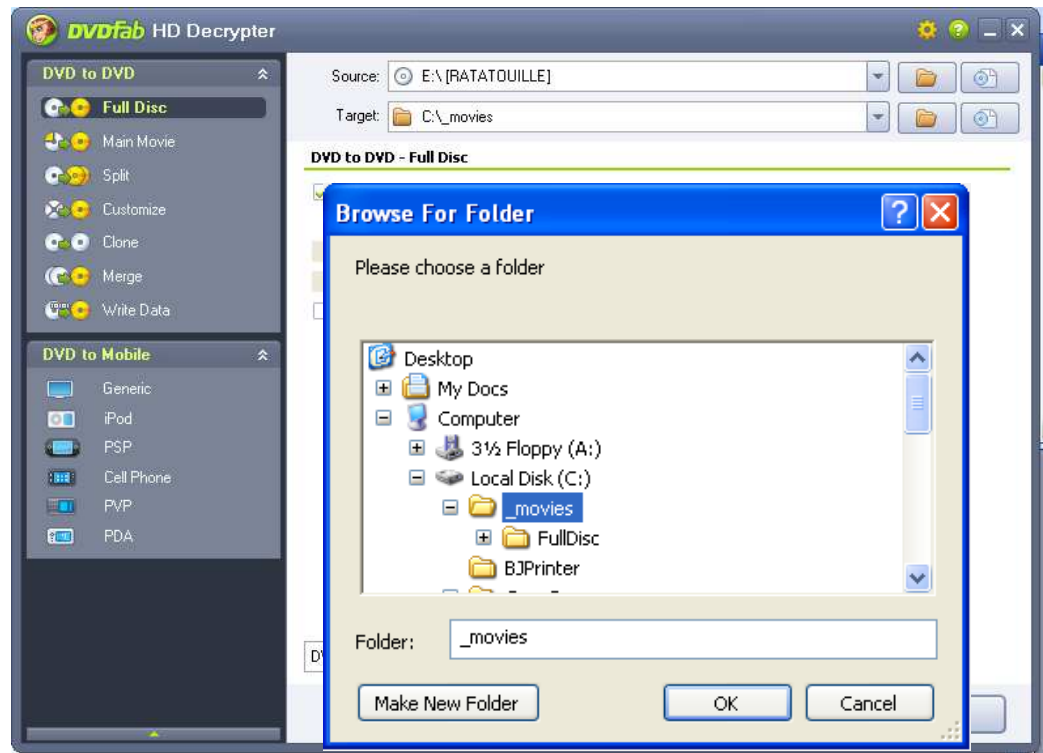 DVDfab HD Decrypter
DVD to DVD
Full Disc
Main Movie
Split
Customize
Clone
Merge
Write Data
DVD to Mobile
Generic
iPod
PSP
Cell Phone
PVP
PDA
Source: E:\ [RATATOUILLE]
Target: C:\_movies
DVD to DVD - Full Disc
Browse For Folder
Please choose a folder
Desktop
My Docs
Computer
3½ Floppy (A:)
Local Disk (C:)
_movies
FullDisc
BJPrinter
Folder: _movies
Make New Folder OK Cancel